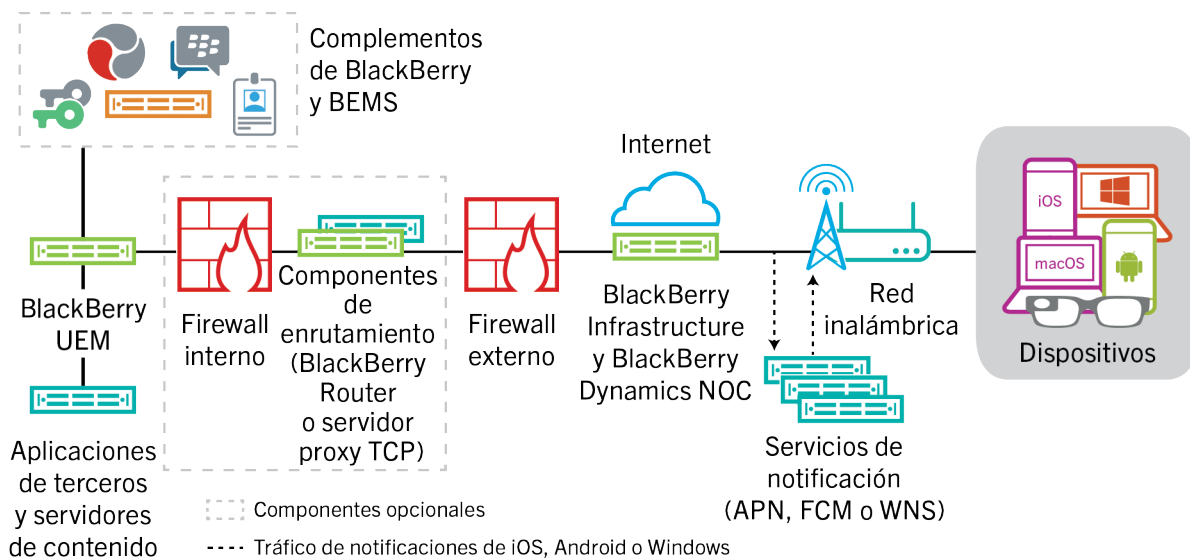 Complementos
de BlackBerry
y BEMS
BlackBerry
UEM
Aplicaciones
de terceros
y servidores
de contenido
Firewall
interno
Componentes
de
enrutamiento
(BlackBerry
Router
o servidor
proxy TCP)
Firewall
externo
Internet
BlackBerry
Infrastructure
y BlackBerry
Dynamics NOC
Red
inalámbrica
Servicios de
notificación
(APN, FCM o WNS)
iOS
macOS
Dispositivos
Componentes opcionales
Tráfico de notificaciones de iOS, Android o Windows